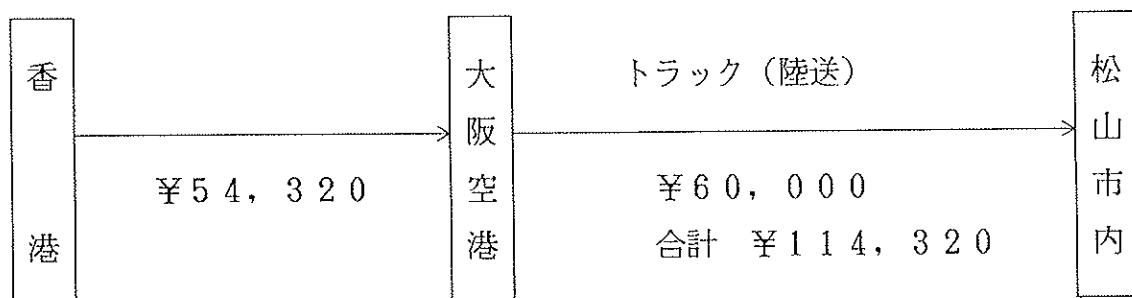 香港
大阪空港
松山市内
トラック（陸送）
￥５４，３２０
￥６０，０００
合計 ￥１１４，３２０